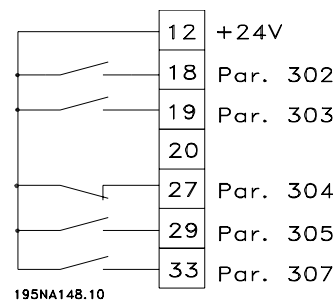 12 +24V
18 Par. 302
19 Par. 303
20
27 Par. 304
29 Par. 305
33 Par. 307
195NA148.10